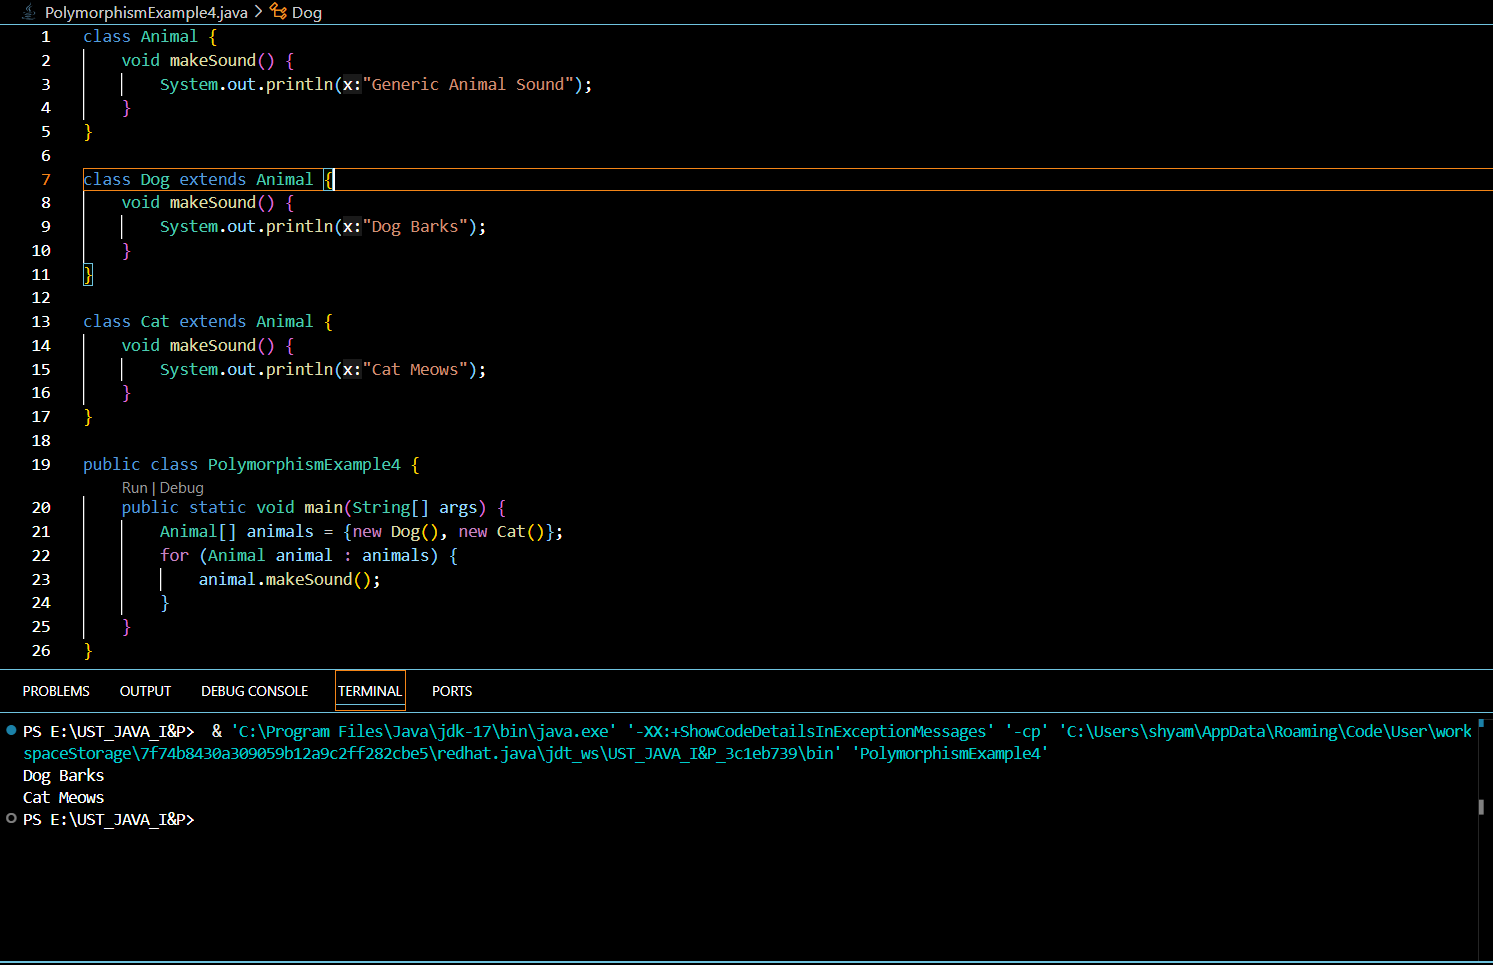 PolymorphismExample4.java > Dog
1 class Animal {
2 void makeSound() {
3 System.out.println(x:"Generic Animal Sound");
4 }
5 }
6
7 class Dog extends Animal {
8 void makeSound() {
9 System.out.println(x:"Dog Barks");
10 }
11 }
12
13 class Cat extends Animal {
14 void makeSound() {
15 System.out.println(x:"Cat Meows");
16 }
17 }
18
19 public class PolymorphismExample4 {
Run | Debug
20 public static void main(String[] args) {
21 Animal[] animals = {new Dog(), new Cat()};
22 for (Animal animal : animals) {
23 animal.makeSound();
24 }
25 }
26 }
PROBLEMS OUTPUT DEBUG CONSOLE TERMINAL PORTS
PS E:\UST_JAVA_I&P> & 'C:\Program Files\Java\jdk-17\bin\java.exe' '-XX:+ShowCodeDetailsInExceptionMessages' '-cp' 'C:\Users\shyam\AppData\Roaming\Code\User\work
spaceStorage\7f74b8430a309059b12a9c2ff282cbe5\redhat.java\jdt_ws\UST_JAVA_I&P_3c1eb739\bin' 'PolymorphismExample4'
Dog Barks
Cat Meows
PS E:\UST_JAVA_I&P>